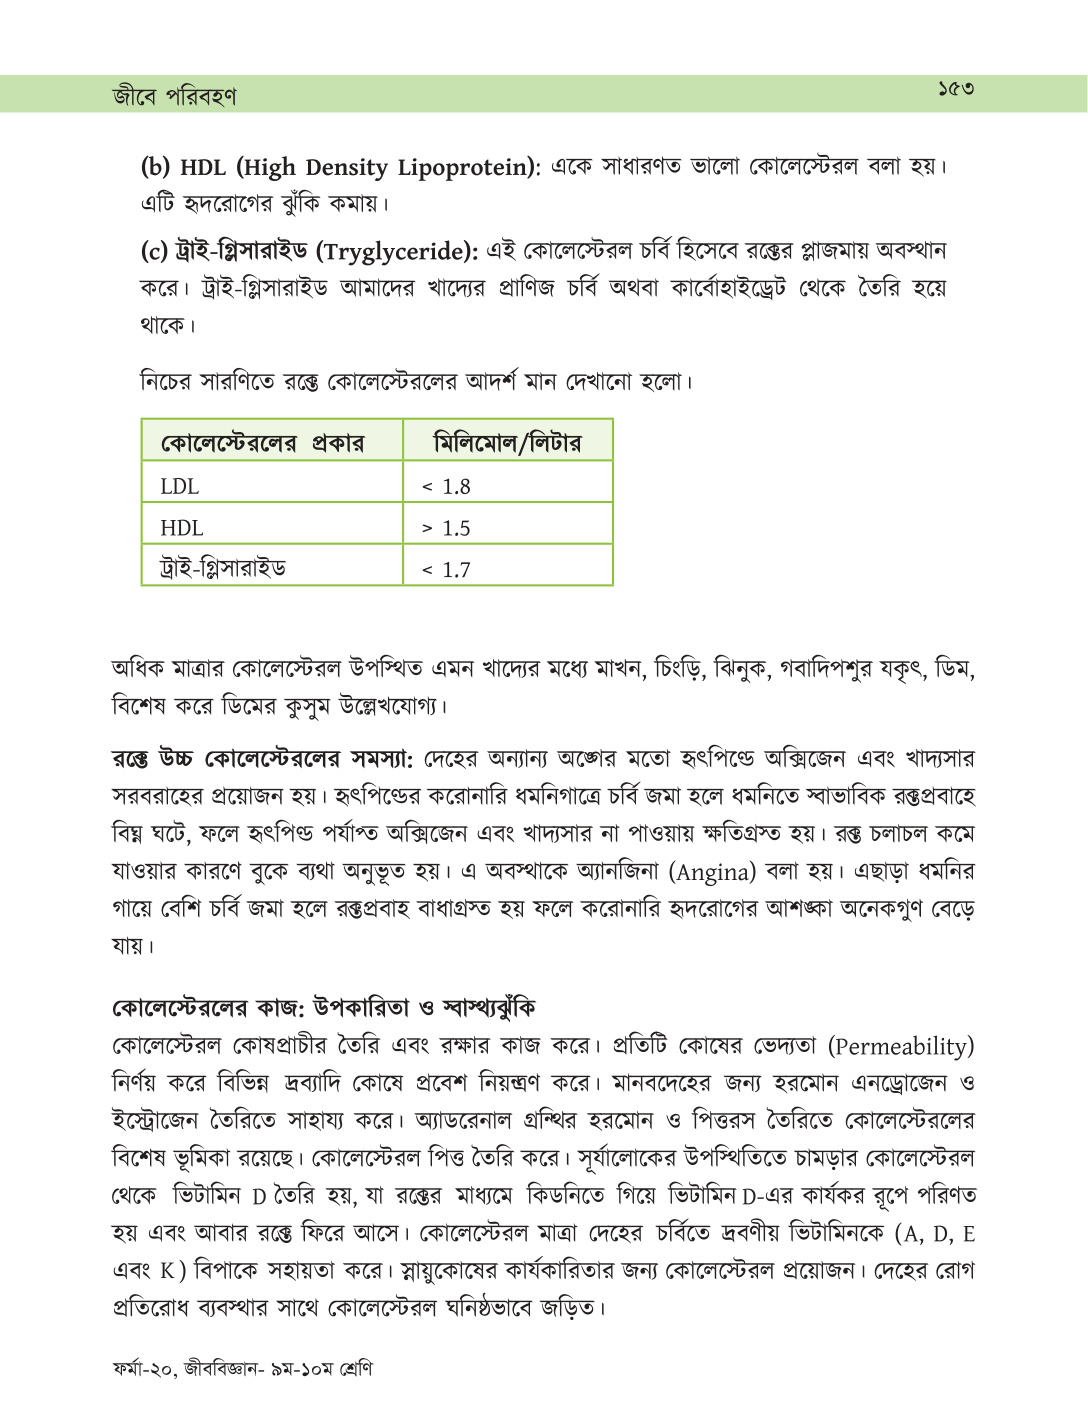 জীবে পরিবহণ
১৫৩
(b) HDL (High Density Lipoprotein): একে সাধারণত ভালো কোলেস্টেরল বলা হয়।
এটি হৃদরোগের ঝুঁকি কমায়।
(c) ট্রাই-গ্লিসারাইড (Tryglyceride): এই কোলেস্টেরল চর্বি হিসেবে রক্তের প্লাজমায় অবস্থান
করে। ট্রাই-গ্লিসারাইড আমাদের খাদ্যের প্রাণিজ চর্বি অথবা কার্বোহাইড্রেট থেকে তৈরি হয়ে
থাকে।
নিচের সারণিতে রক্তে কোলেস্টেরলের আদর্শ মান দেখানো হলো।
কোলেস্টেরলের প্রকার মিলিমোল/লিটার
LDL < 1.8
HDL > 1.5
ট্রাই-গ্লিসারাইড < 1.7
অধিক মাত্রার কোলেস্টেরল উপস্থিত এমন খাদ্যের মধ্যে মাখন, চিংড়ি, ঝিনুক, গবাদিপশুর যকৃৎ, ডিম,
বিশেষ করে ডিমের কুসুম উল্লেখযোগ্য।
রক্তে উচ্চ কোলেস্টেরলের সমস্যা: দেহের অন্যান্য অঙ্গের মতো হৃৎপিণ্ডে অক্সিজেন এবং খাদ্যসার
সরবরাহের প্রয়োজন হয়। হৃৎপিণ্ডের করোনারি ধমনিগাত্রে চর্বি জমা হলে ধমনিতে স্বাভাবিক রক্তপ্রবাহে
বিঘ্ন ঘটে, ফলে হৃৎপিণ্ড পর্যাপ্ত অক্সিজেন এবং খাদ্যসার না পাওয়ায় ক্ষতিগ্রস্ত হয়। রক্ত চলাচল কমে
যাওয়ার কারণে বুকে ব্যথা অনুভূত হয়। এ অবস্থাকে অ্যানজিনা (Angina) বলা হয়। এছাড়া ধমনির
গায়ে বেশি চর্বি জমা হলে রক্তপ্রবাহ বাধাগ্রস্ত হয় ফলে করোনারি হৃদরোগের আশঙ্কা অনেকগুণ বেড়ে
যায়।
কোলেস্টেরলের কাজ: উপকারিতা ও স্বাস্থ্যঝুঁকি
কোলেস্টেরল কোষপ্রাচীর তৈরি এবং রক্ষার কাজ করে। প্রতিটি কোষের ভেদ্যতা (Permeability)
নির্ণয় করে বিভিন্ন দ্রব্যাদি কোষে প্রবেশ নিয়ন্ত্রণ করে। মানবদেহের জন্য হরমোন এনড্রোজেন ও
ইস্ট্রোজেন তৈরিতে সাহায্য করে। অ্যাডরেনাল গ্রন্থির হরমোন ও পিত্তরস তৈরিতে কোলেস্টেরলের
বিশেষ ভূমিকা রয়েছে। কোলেস্টেরল পিত্ত তৈরি করে। সূর্যালোকের উপস্থিতিতে চামড়ার কোলেস্টেরল
থেকে ভিটামিন D তৈরি হয়, যা রক্তের মাধ্যমে কিডনিতে গিয়ে ভিটামিন D-এর কার্যকর রূপে পরিণত
হয় এবং আবার রক্তে ফিরে আসে। কোলেস্টেরল মাত্রা দেহের চর্বিতে দ্রবণীয় ভিটামিনকে (A, D, E
এবং K) বিপাকে সহায়তা করে। স্নায়ুকোষের কার্যকারিতার জন্য কোলেস্টেরল প্রয়োজন। দেহের রোগ
প্রতিরোধ ব্যবস্থার সাথে কোলেস্টেরল ঘনিষ্ঠভাবে জড়িত।
ফর্মা-২০, জীববিজ্ঞান- ৯ম-১০ম শ্রেণি